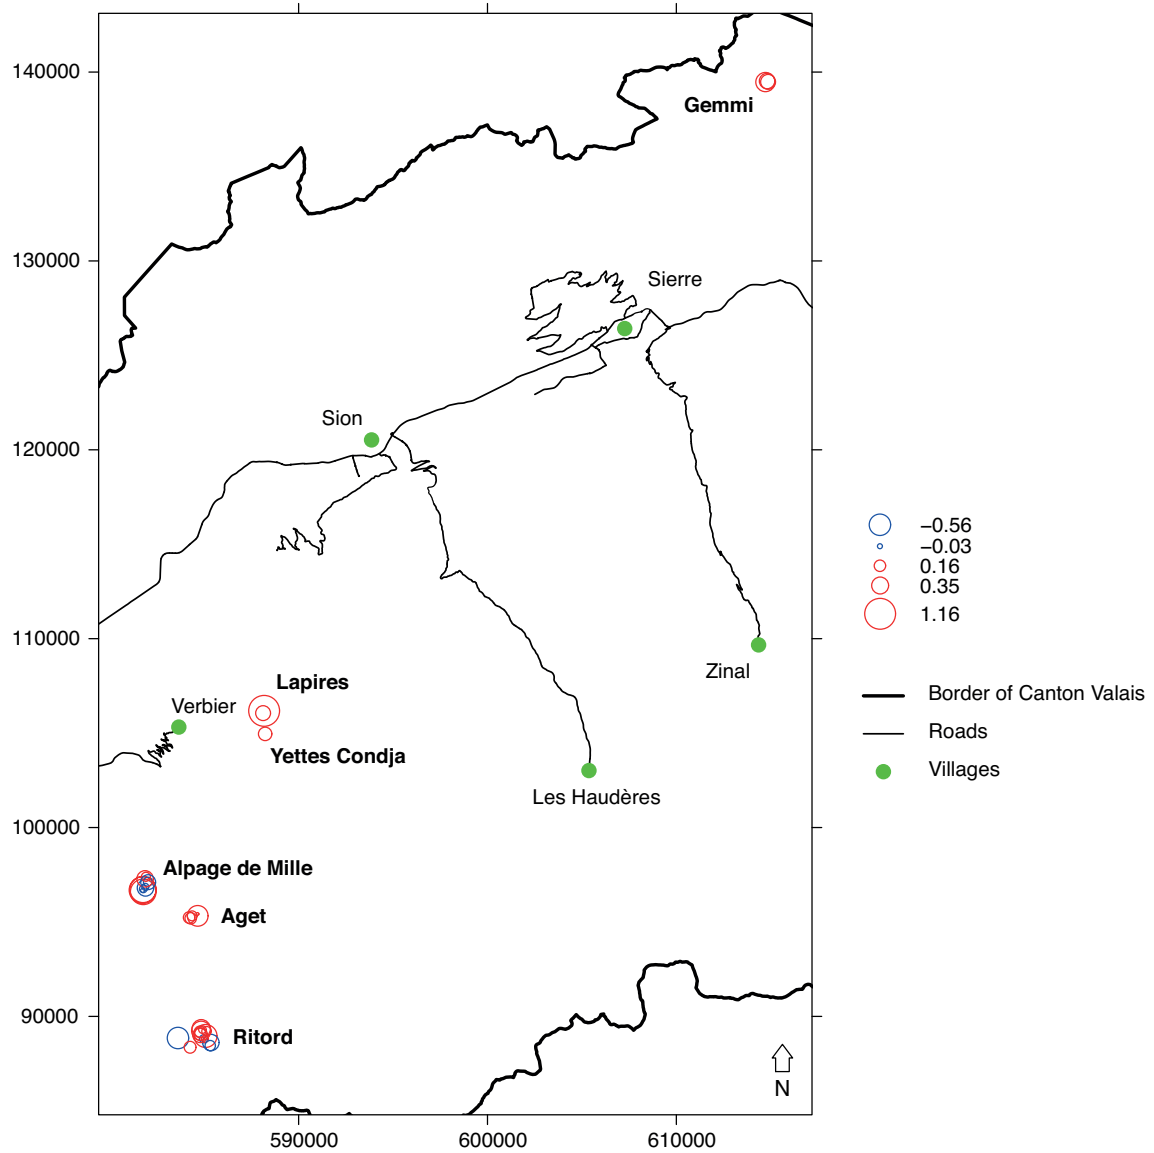 140000
Gemmi
130000
Sierre
Sion
120000
−0.56
−0.03
0.16
0.35
1.16
110000
Zinal
Lapires
Verbier
Yettes Condja
Border of Canton Valais
Roads
Villages
Les Haudères
100000
Alpage de Mille
Aget
90000
Ritord
N
590000
600000
610000